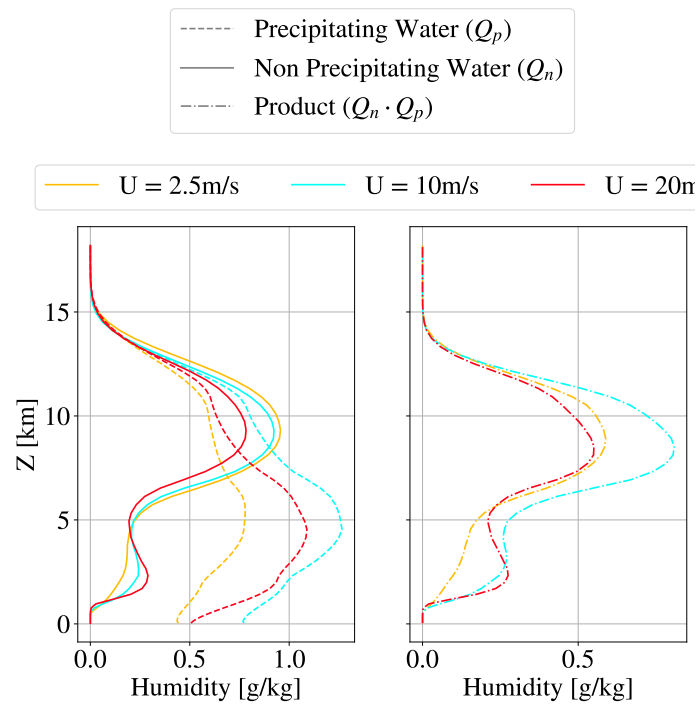 Precipitating Water (Qₚ)
Non Precipitating Water (Qₙ)
Product (Qₙ · Qₚ)
U = 2.5m/s
U = 10m/s
U = 20m
Z [km]
15
10
5
0
0.0
0.5
1.0
Humidity [g/kg]
0.0
0.5
Humidity [g/kg]